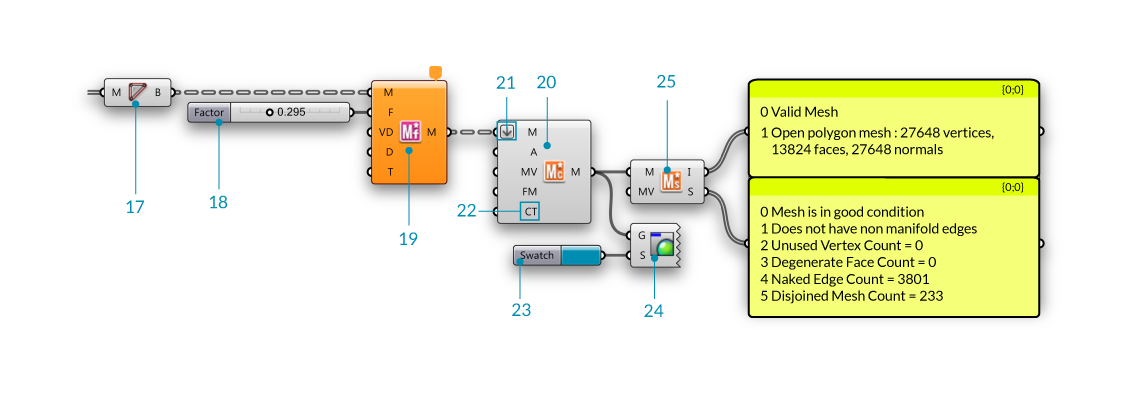 M B
17
Factor 0.295
18
M
F
VD M
D
T
19
21 20
M
A
MV M
FM
22 CT
Swatch
23
25
M I
MV S
G
S
24
[0;0]
0 Valid Mesh
1 Open polygon mesh : 27648 vertices,
13824 faces, 27648 normals
[0;0]
0 Mesh is in good condition
1 Does not have non manifold edges
2 Unused Vertex Count = 0
3 Degenerate Face Count = 0
4 Naked Edge Count = 3801
5 Disjoined Mesh Count = 233